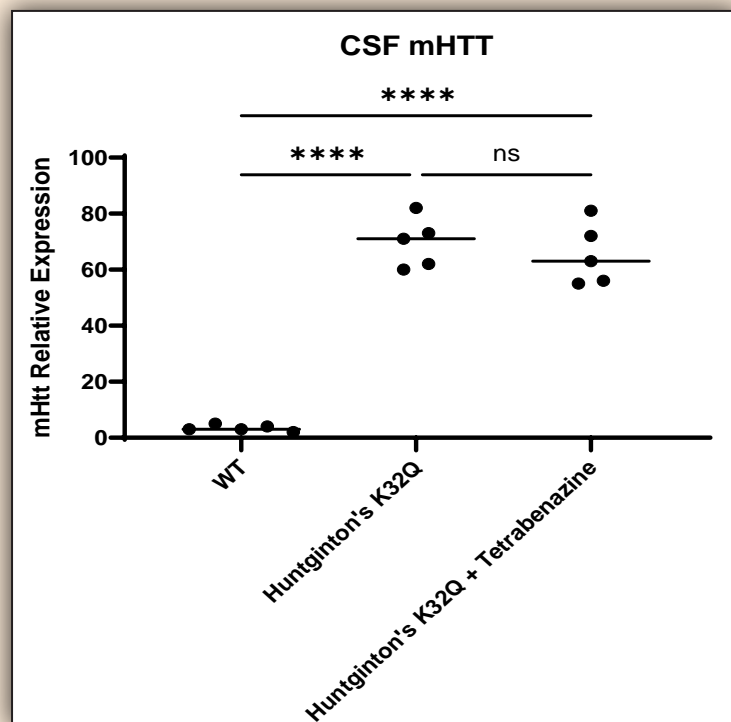 CSF mHTT
****
****
ns
mHtt Relative Expression
100
80
60
40
20
0
WT
Huntginton's K32Q
Huntginton's K32Q + Tetrabenazine